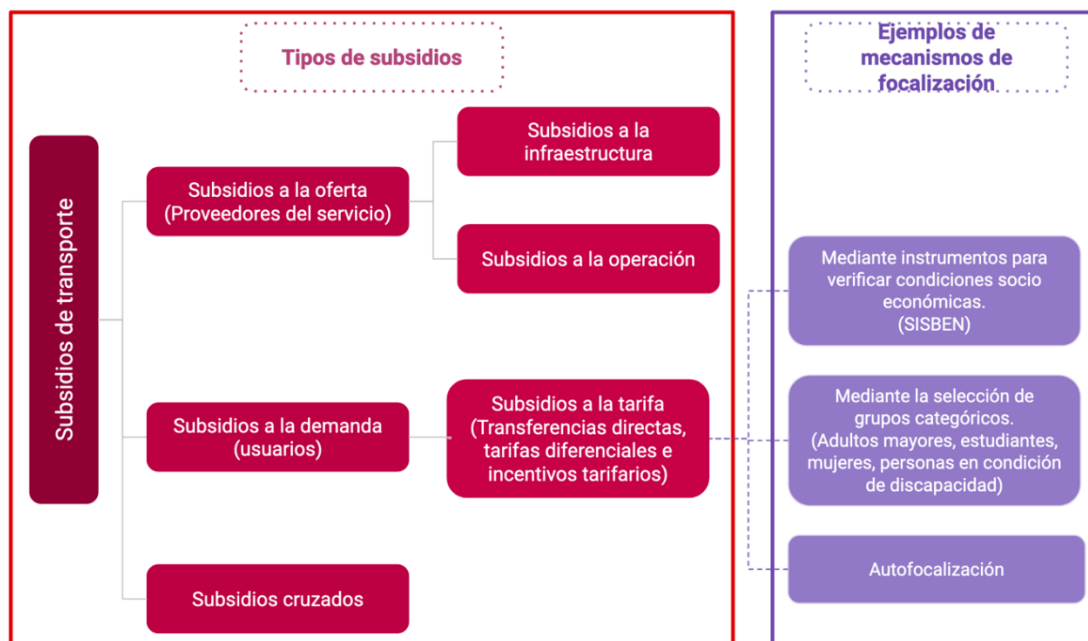 Tipos de subsidios
Subsidios de transporte
Subsidios a la oferta
(Proveedores del servicio)
Subsidios a la
infraestructura
Subsidios a la operación
Subsidios a la demanda
(usuarios)
Subsidios a la tarifa
(Transferencias directas,
tarifas diferenciales e
incentivos tarifarios)
Subsidios cruzados
Ejemplos de
mecanismos de
focalización
Mediante instrumentos para
verificar condiciones socio
económicas.
(SISBEN)
Mediante la selección de
grupos categóricos.
(Adultos mayores, estudiantes,
mujeres, personas en condición
de discapacidad)
Autofocalización